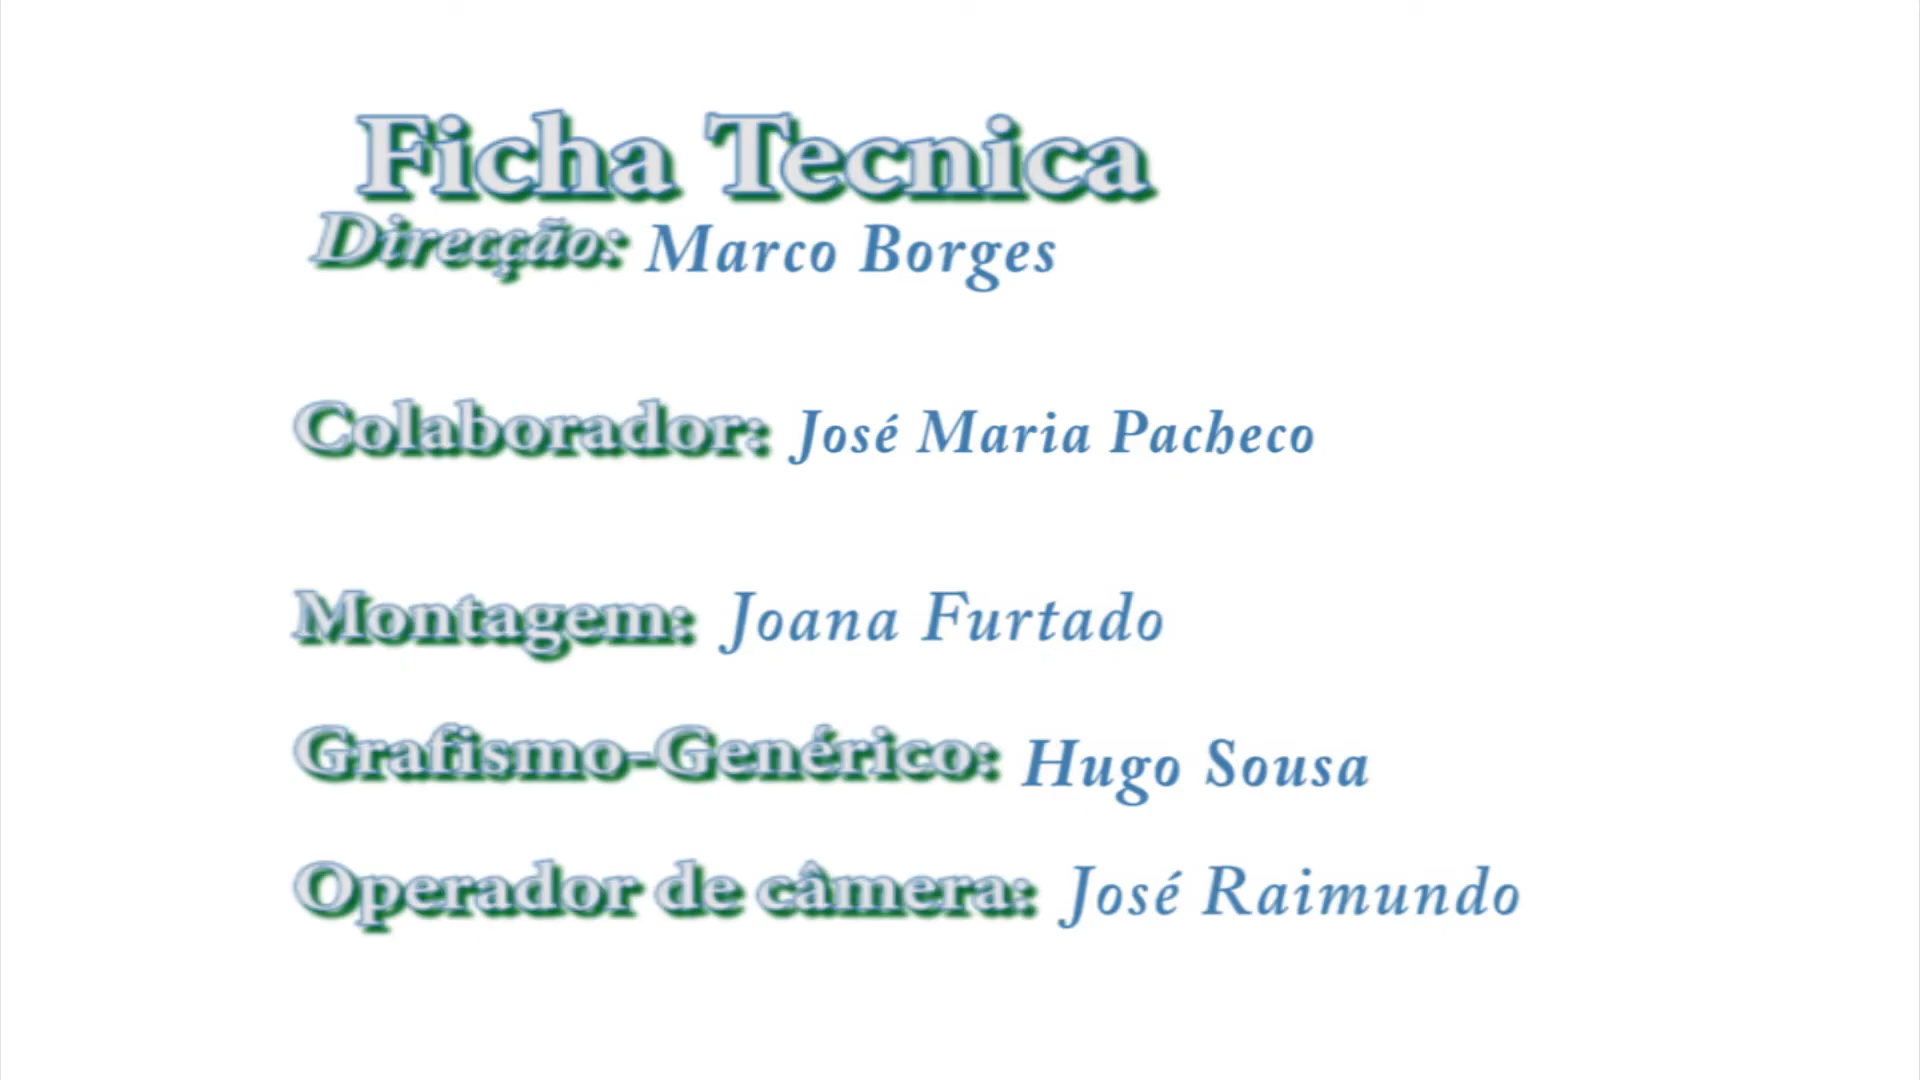 Ficha Tecnica
Direcção: Marco Borges
Colaborador: José Maria Pacheco
Montagem: Joana Furtado
Grafismo-Genérico: Hugo Sousa
Operador de câmera: José Raimundo